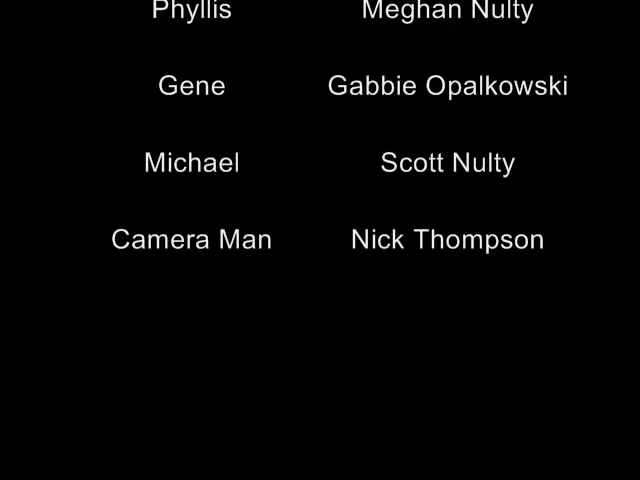 Phyllis Meghan Nulty
Gene Gabbie Opalkowski
Michael Scott Nulty
Camera Man Nick Thompson